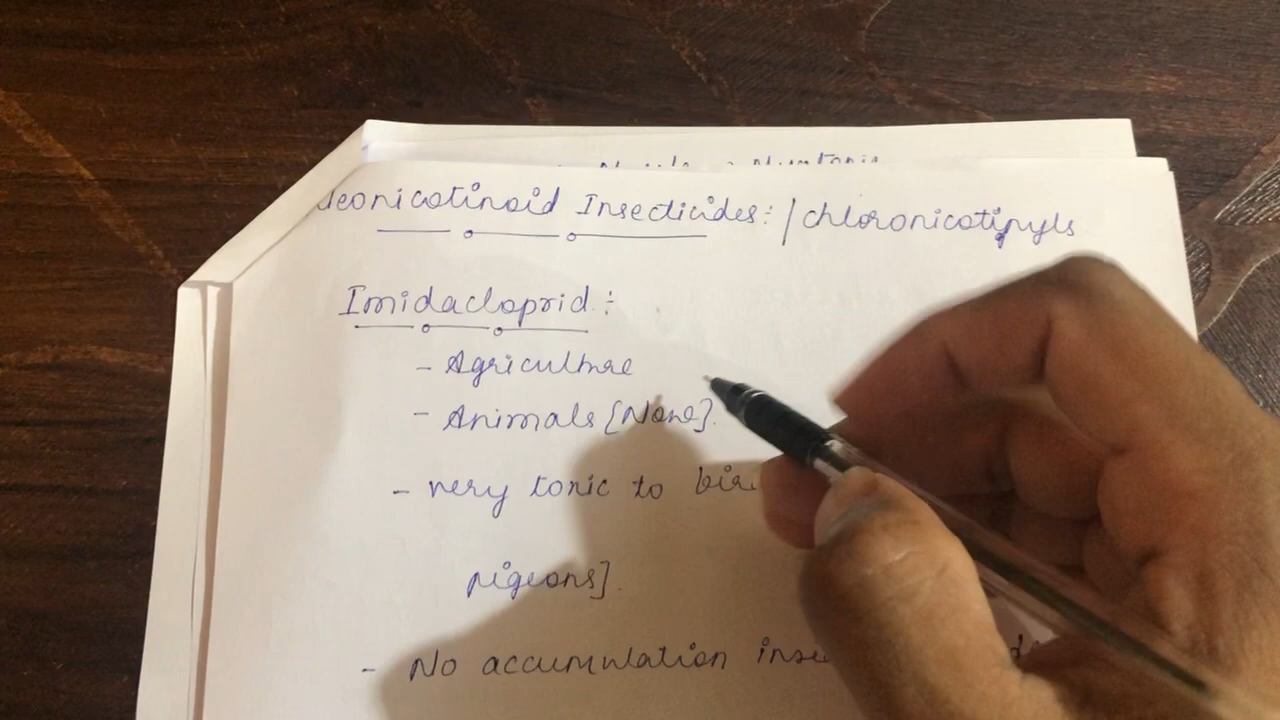 Neonicotinoid Insecticides:/chloronicotinyls
Imidacloprid:
- Agriculture
- Animals [None].
- very toxic to
pigeons].
- No accumulation